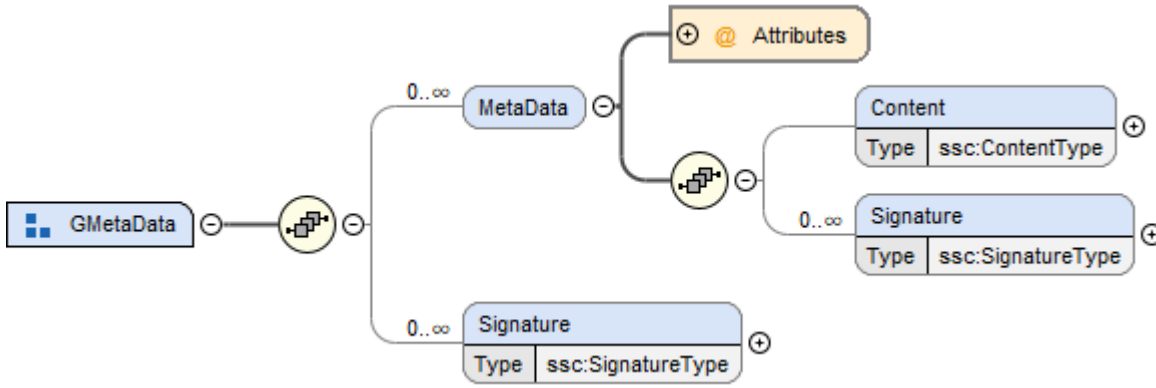 @ Attributes
0..∞
MetaData
Content
Type ssc:ContentType
GMetaData
0..∞
Signature
Type ssc:SignatureType
0..∞
Signature
Type ssc:SignatureType